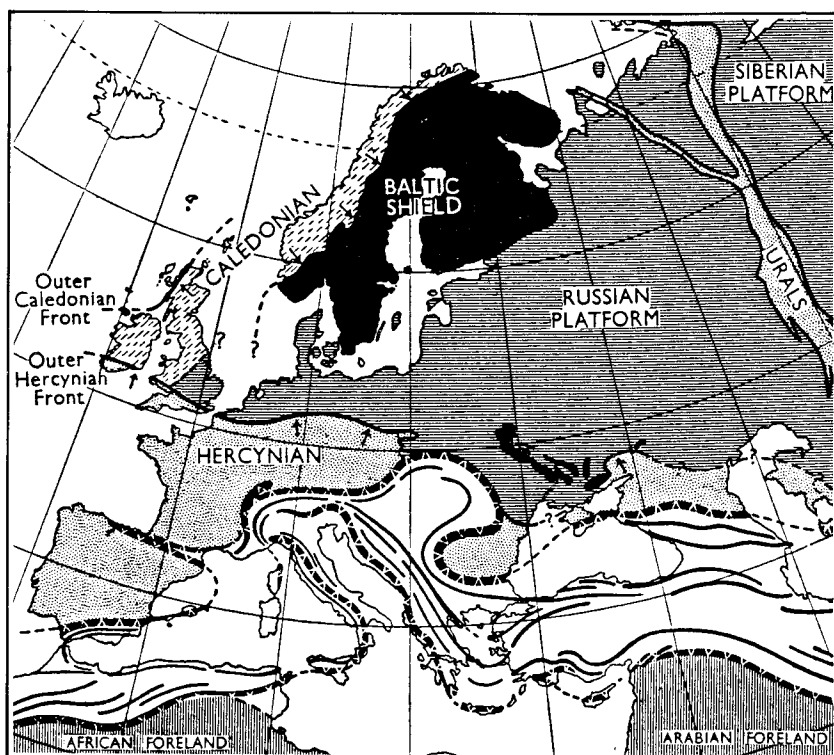 SIBERIAN
PLATFORM
BALTIC
SHIELD
CALEDONIAN
Outer
Caledonian
Front
URALS
RUSSIAN
PLATFORM
?
?
Outer
Hercynian
Front
HERCYNIAN
AFRICAN FORELAND
ARABIAN FORELAND